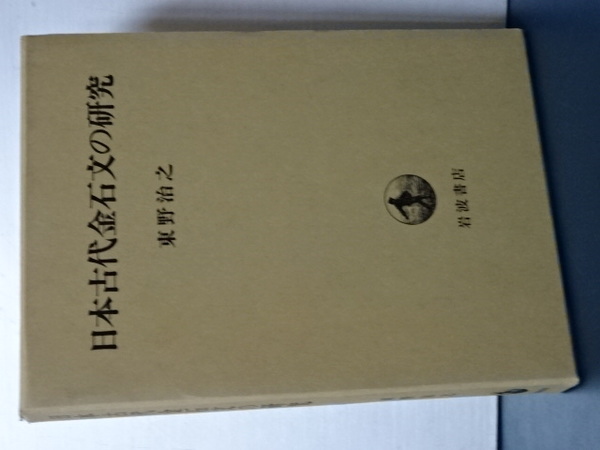 日本古代金石文の研究
東野治之
岩波書店